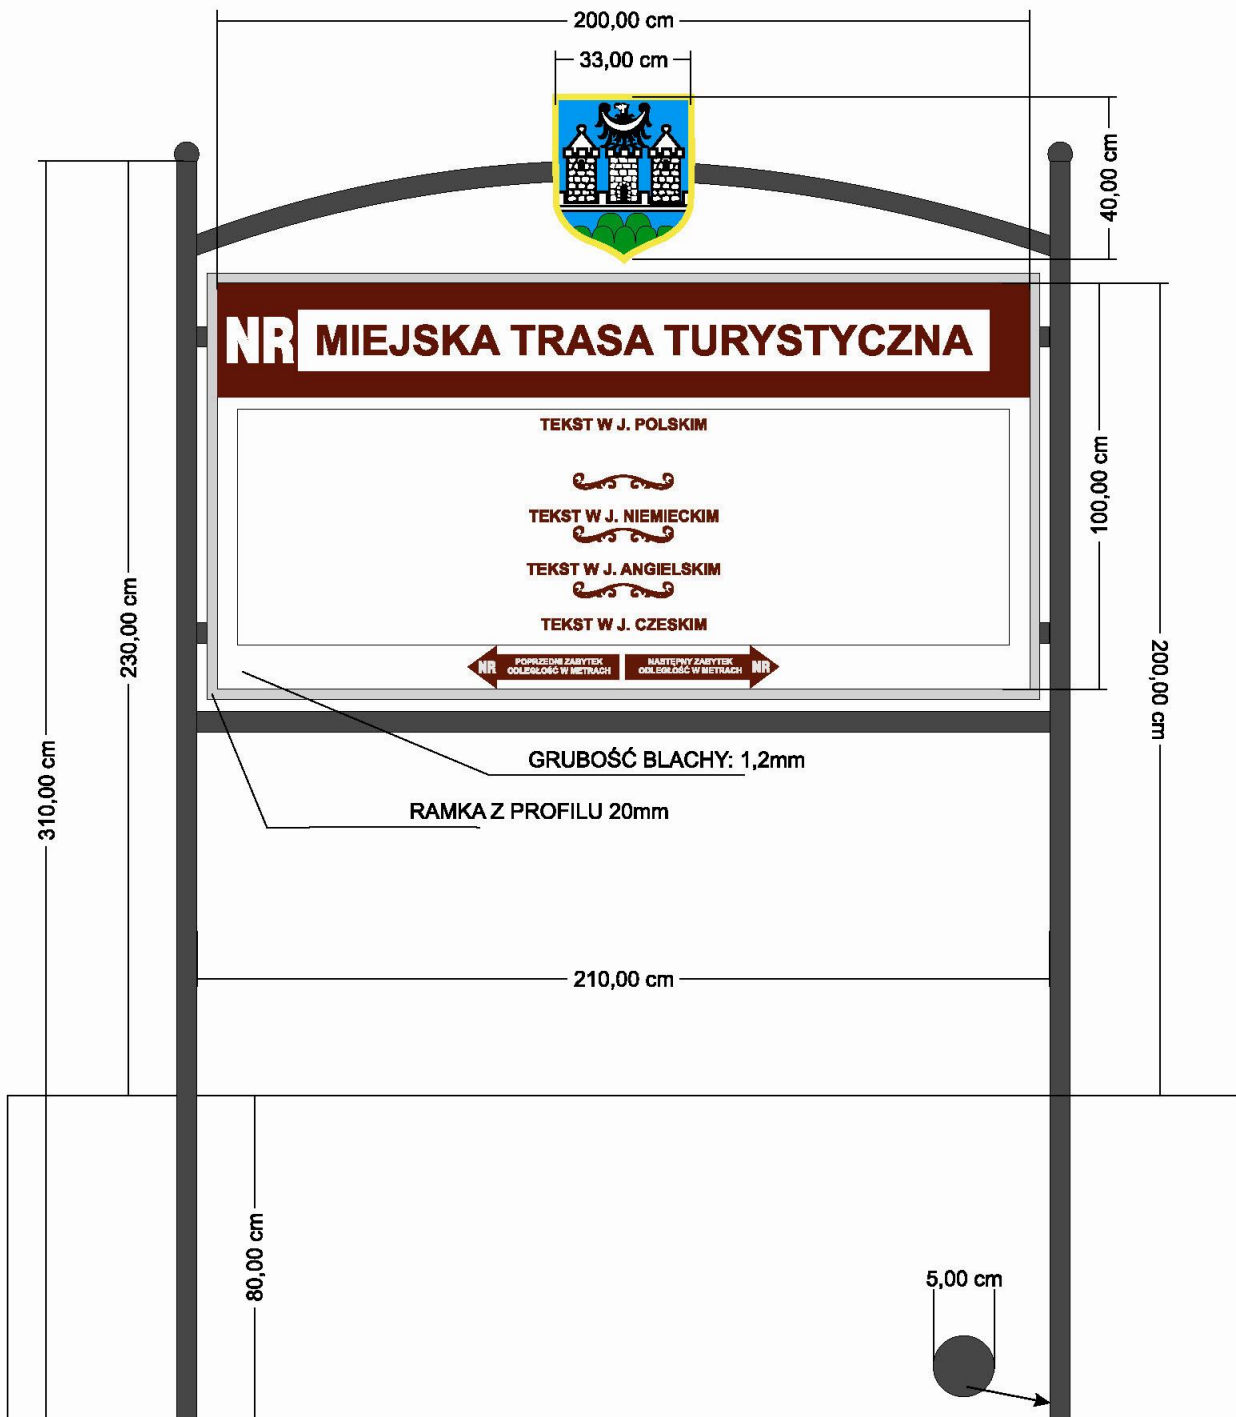 200,00 cm
33,00 cm
40,00 cm
NR MIEJSKA TRASA TURYSTYCZNA
TEKST W J. POLSKIM
TEKST W J. NIEMIECKIM
TEKST W J. ANGIELSKIM
TEKST W J. CZESKIM
NR POPRZEDNI ZABYTEK
ODLEGŁOŚĆ W METRACH
NASTĘPNY ZABYTEK NR
ODLEGŁOŚĆ W METRACH
100,00 cm
230,00 cm
200,00 cm
310,00 cm
GRUBOŚĆ BLACHY: 1,2mm
RAMKA Z PROFILU 20mm
210,00 cm
80,00 cm
5,00 cm